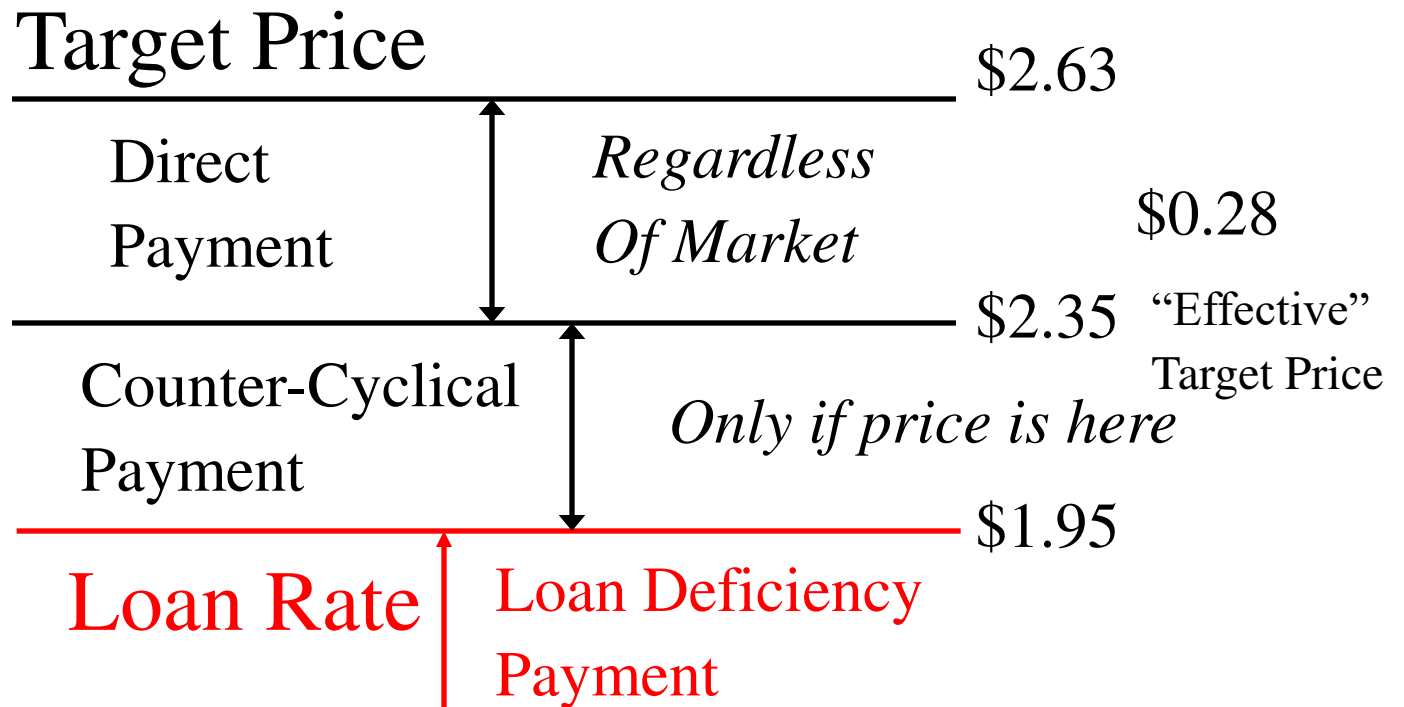 Target Price
$2.63
Direct
Payment
Regardless
Of Market
$0.28
$2.35
“Effective”
Target Price
Counter-Cyclical
Payment
Only if price is here
$1.95
Loan Rate
Loan Deficiency
Payment